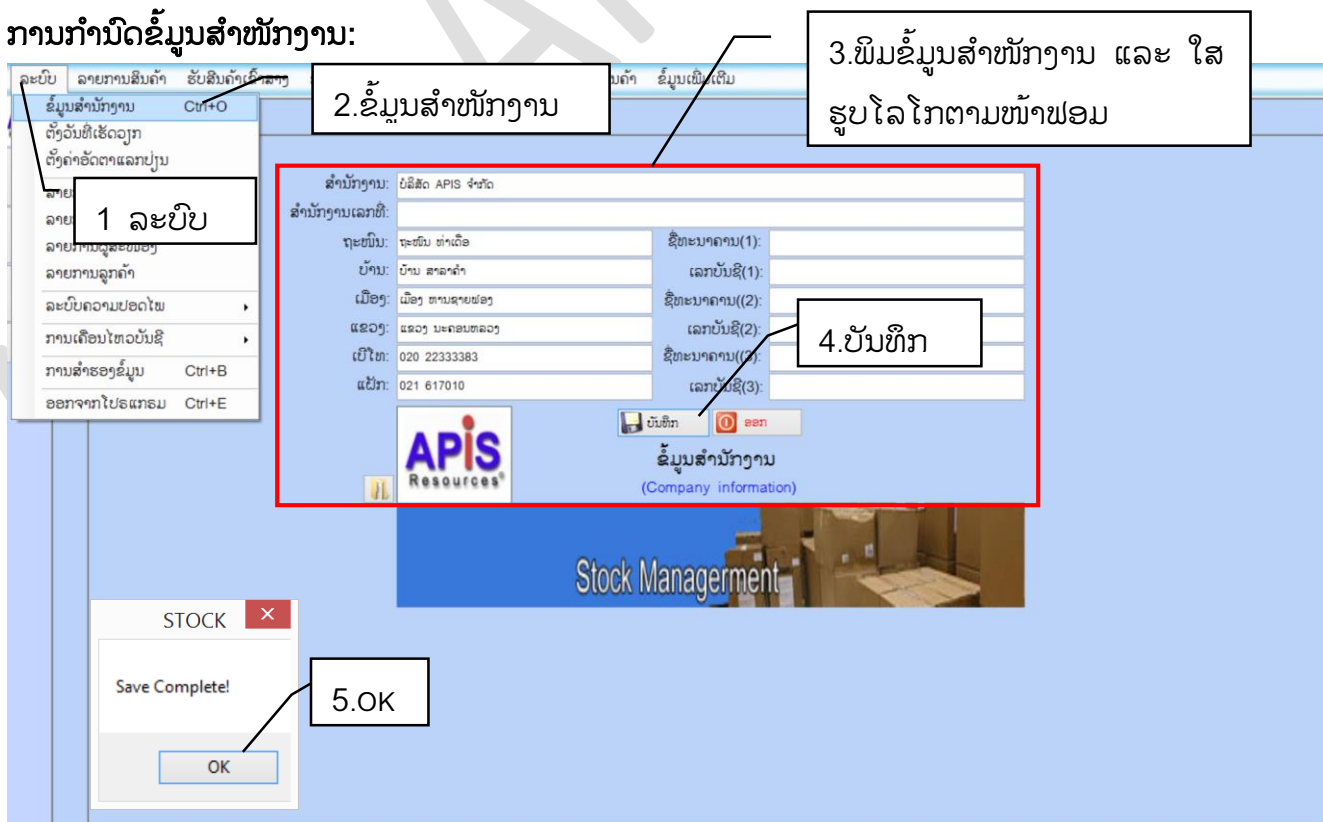 ການກຳນົດຂໍ້ມູນສຳໜັກງານ:
3.ພິມຂໍ້ມູນສຳໜັກງານ ແລະ ໃສ
ຮູບໂລໂກຕາມໜ້າຟອມ
ລະບົບ ລາຍການສິນຄ້າ ຮັບສິນຄ້າເຂົ້າສາງ ຂໍ້ມູນເພີ່ມເຕີມ
2.ຂໍ້ມູນສຳໜັກງານ
ຂໍ້ມູນສຳນັກງານ Ctrl+O
ຕັ້ງວັນທີ່ເຮັດວຽກ
ຕັ້ງຄ່າອັດຕາແລກປ່ຽນ
1 ລະບົບ
ລາຍການຜູ້ສະໜອງ
ລາຍການລູກຄ້າ
ລະບົບຄວາມປອດໄພ
ການເຄື່ອນໄຫວບັນຊີ
ການສຳຮອງຂໍ້ມູນ Ctrl+B
ອອກຈາກໂປຣແກຣມ Ctrl+E
ສຳນັກງານ: ບໍລິສັດ APIS ຈຳກັດ
ສຳນັກງານເລກທີ່:
ຖະໜົນ: ຖະໜົນ ທ່າເດື່ອ ຊື່ທະນາຄານ(1):
ບ້ານ: ບ້ານ ສາລາຄຳ ເລກບັນຊີ(1):
ເມືອງ: ເມືອງ ຫານຊາຍຟອງ ຊື່ທະນາຄານ((2):
ແຂວງ: ແຂວງ ນະຄອນຫລວງ ເລກບັນຊີ(2):
4.ບັນທຶກ
ເບີໂທ: 020 22333383 ຊື່ທະນາຄານ((3):
ແຟັກ: 021 617010 ເລກບັນຊີ(3):
ບັນທຶກ ອອກ
APIS
Resources
ຂໍ້ມູນສຳນັກງານ
(Company information)
Stock Managerment
STOCK
Save Complete!
OK
5.OK